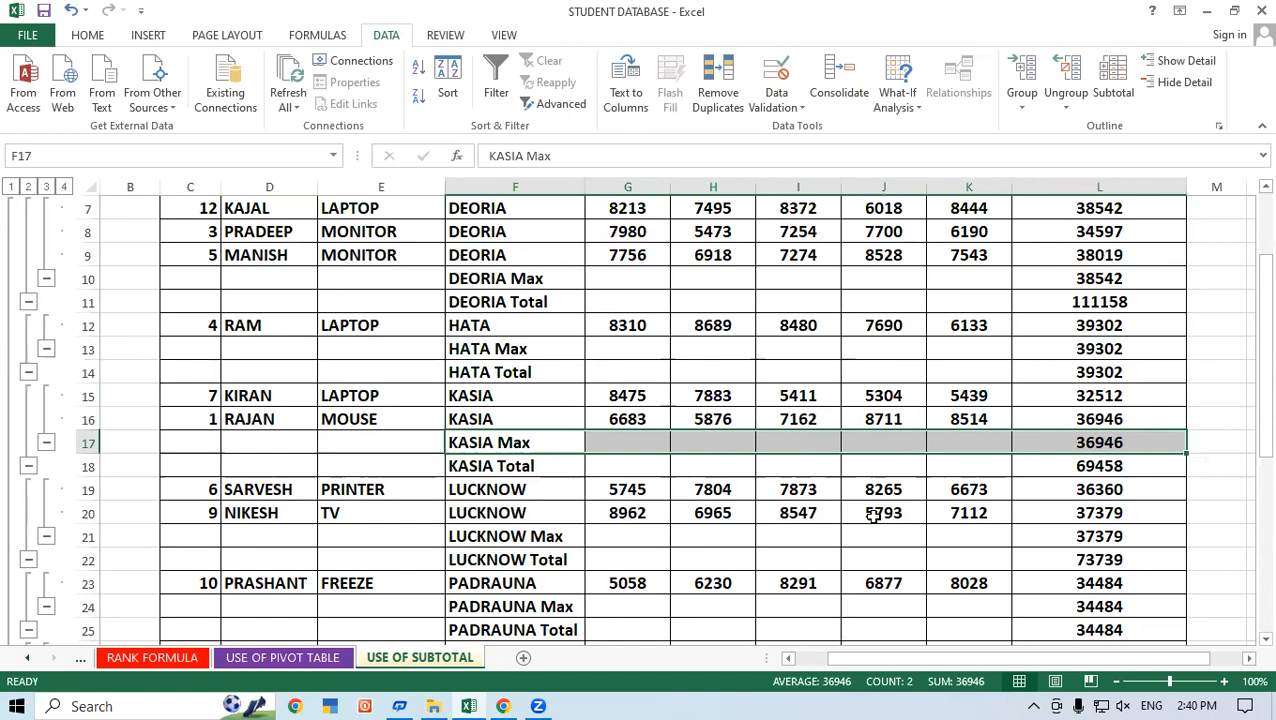 STUDENT DATABASE - Excel
FILE HOME INSERT PAGE LAYOUT FORMULAS DATA REVIEW VIEW Sign in
From Access
From Web
From Text
From Other Sources
Get External Data
Existing Connections
Refresh All
Connections
Properties
Edit Links
Connections
Sort
Filter
Clear
Reapply
Advanced
Sort & Filter
Text to Columns
Flash Fill
Remove Duplicates
Data Validation
Consolidate
What-If Analysis
Relationships
Data Tools
Group
Ungroup
Subtotal
Show Detail
Hide Detail
Outline
F17 fx KASIA Max
1 2 3 4 B C D E F G H I J K L M
7 12 KAJAL LAPTOP DEORIA 8213 7495 8372 6018 8444 38542
8 3 PRADEEP MONITOR DEORIA 7980 5473 7254 7700 6190 34597
9 5 MANISH MONITOR DEORIA 7756 6918 7274 8528 7543 38019
10 DEORIA Max 38542
11 DEORIA Total 111158
12 4 RAM LAPTOP HATA 8310 8689 8480 7690 6133 39302
13 HATA Max 39302
14 HATA Total 39302
15 7 KIRAN LAPTOP KASIA 8475 7883 5411 5304 5439 32512
16 1 RAJAN MOUSE KASIA 6683 5876 7162 8711 8514 36946
17 KASIA Max 36946
18 KASIA Total 69458
19 6 SARVESH PRINTER LUCKNOW 5745 7804 7873 8265 6673 36360
20 9 NIKESH TV LUCKNOW 8962 6965 8547 5793 7112 37379
21 LUCKNOW Max 37379
22 LUCKNOW Total 73739
23 10 PRASHANT FREEZE PADRAUNA 5058 6230 8291 6877 8028 34484
24 PADRAUNA Max 34484
25 PADRAUNA Total 34484
... RANK FORMULA USE OF PIVOT TABLE USE OF SUBTOTAL
READY AVERAGE: 36946 COUNT: 2 SUM: 36946 100%
Search ENG 2:40 PM